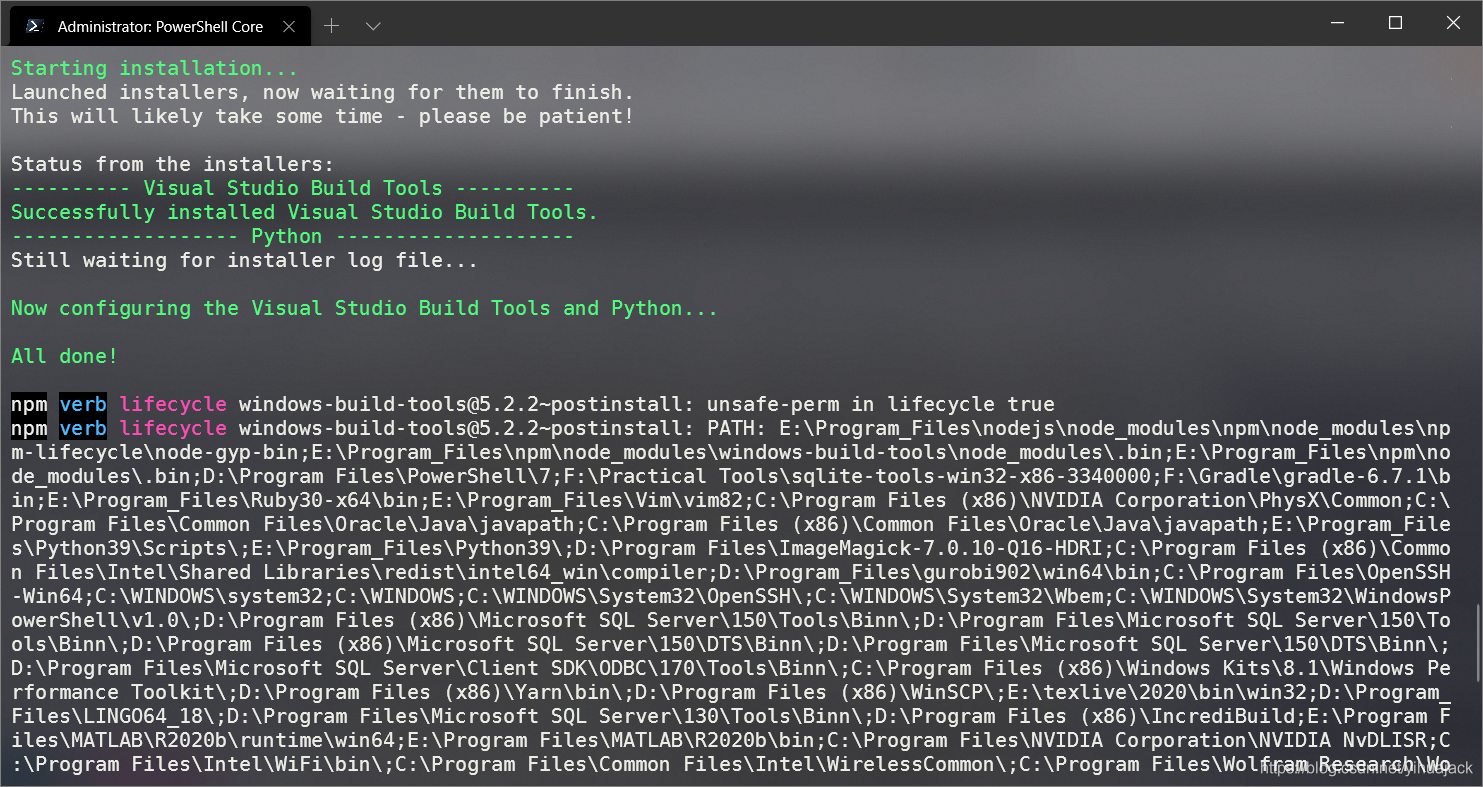 Administrator: PowerShell Core
Starting installation...
Launched installers, now waiting for them to finish.
This will likely take some time - please be patient!
Status from the installers:
---------- Visual Studio Build Tools ----------
Successfully installed Visual Studio Build Tools.
------------------- Python --------------------
Still waiting for installer log file...
Now configuring the Visual Studio Build Tools and Python...
All done!
npm verb lifecycle windows-build-tools@5.2.2~postinstall: unsafe-perm in lifecycle true
npm verb lifecycle windows-build-tools@5.2.2~postinstall: PATH: E:\Program_Files\nodejs\node_modules\npm\node_modules\np
m-lifecycle\node-gyp-bin;E:\Program_Files\npm\node_modules\windows-build-tools\node_modules\.bin;E:\Program_Files\npm\no
de_modules\.bin;D:\Program Files\PowerShell\7;F:\Practical Tools\sqlite-tools-win32-x86-3340000;F:\Gradle\gradle-6.7.1\b
in;E:\Program_Files\Ruby30-x64\bin;E:\Program_Files\Vim\vim82;C:\Program Files (x86)\NVIDIA Corporation\PhysX\Common;C:\
Program Files\Common Files\Oracle\Java\javapath;C:\Program Files (x86)\Common Files\Oracle\Java\javapath;E:\Program_File
s\Python39\Scripts\;E:\Program_Files\Python39\;D:\Program Files\ImageMagick-7.0.10-Q16-HDRI;C:\Program Files (x86)\Commo
n Files\Intel\Shared Libraries\redist\intel64_win\compiler;D:\Program_Files\gurobi902\win64\bin;C:\Program Files\OpenSSH
-Win64;C:\WINDOWS\system32;C:\WINDOWS;C:\WINDOWS\System32\OpenSSH\;C:\WINDOWS\System32\Wbem;C:\WINDOWS\System32\WindowsP
owerShell\v1.0\;D:\Program Files (x86)\Microsoft SQL Server\150\Tools\Binn\;D:\Program Files\Microsoft SQL Server\150\To
ols\Binn\;D:\Program Files (x86)\Microsoft SQL Server\150\DTS\Binn\;D:\Program Files\Microsoft SQL Server\150\DTS\Binn\;
D:\Program Files\Microsoft SQL Server\Client SDK\ODBC\170\Tools\Binn\;C:\Program Files (x86)\Windows Kits\8.1\Windows Pe
rformance Toolkit\;D:\Program Files (x86)\Yarn\bin\;D:\Program Files (x86)\WinSCP\;E:\texlive\2020\bin\win32;D:\Program_
Files\LINGO64_18\;D:\Program Files\Microsoft SQL Server\130\Tools\Binn\;D:\Program Files (x86)\IncrediBuild;E:\Program F
iles\MATLAB\R2020b\runtime\win64;E:\Program Files\MATLAB\R2020b\bin;C:\Program Files\NVIDIA Corporation\NVIDIA NvDLISR;C
:\Program Files\Intel\WiFi\bin\;C:\Program Files\Common Files\Intel\WirelessCommon\;C:\Program Files\Wolfram Research\Wo
https://blog.csdn.net/yihuajack